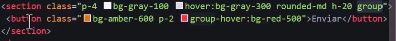 <section class="p-4 bg-gray-100 hover:bg-gray-300 rounded-md h-20 group">
<button class="bg-amber-600 p-2 group-hover:bg-red-500">Enviar</button>
</section>